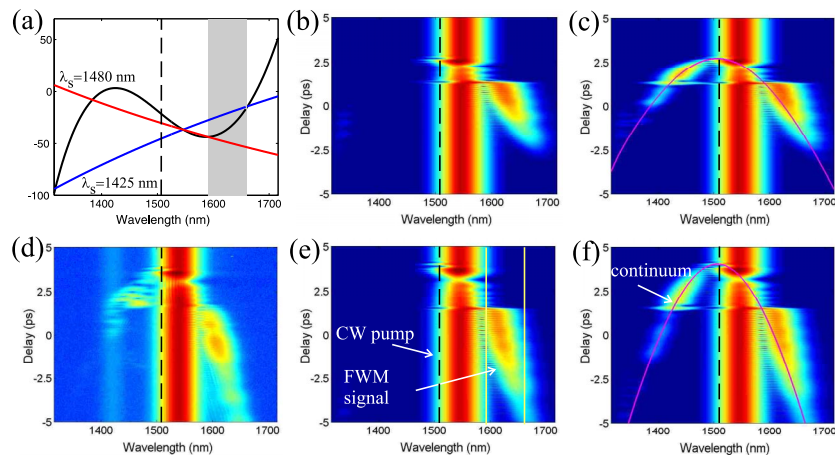 (a)
50
0
-50
-100
λs=1480 nm
λs=1425 nm
1400 1500 1600 1700
Wavelength (nm)
(b)
5
2.5
0
-2.5
-5
Delay (ps)
1400 1500 1600 1700
Wavelength (nm)
(c)
5
2.5
0
-2.5
-5
Delay (ps)
1400 1500 1600 1700
Wavelength (nm)
(d)
5
2.5
0
-2.5
-5
Delay (ps)
1400 1500 1600 1700
Wavelength (nm)
(e)
5
2.5
0
-2.5
-5
Delay (ps)
CW pump
FWM
signal
1400 1500 1600 1700
Wavelength (nm)
(f)
5
2.5
0
-2.5
-5
Delay (ps)
continuum
1400 1500 1600 1700
Wavelength (nm)